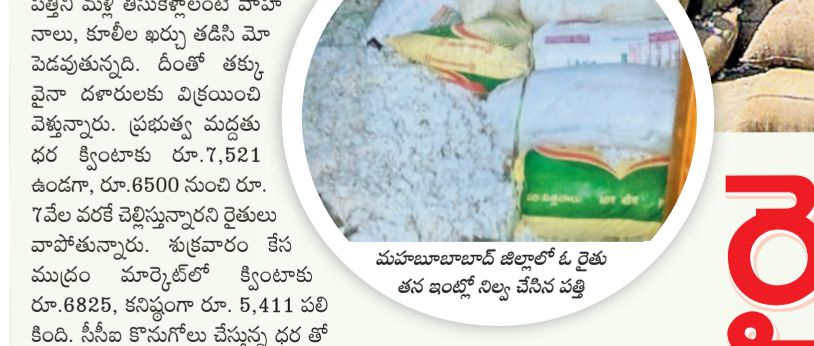 పత్తిని మళ్లీ తీసుకెళ్లాలంటే వాహ
నాలు, కూలీల ఖర్చు తడిసి మో
పెడవుతున్నది. దీంతో తక్కు
వైనా దళారులకు విక్రయించి
వెళ్తున్నారు. ప్రభుత్వ మద్దతు
ధర క్వింటాకు రూ.7,521
ఉండగా, రూ.6500 నుంచి రూ.
7వేల వరకే చెల్లిస్తున్నారని రైతులు
వాపోతున్నారు. శుక్రవారం కేస
ముద్రం మార్కెట్‌లో క్వింటాకు
రూ.6825, కనిష్ఠంగా రూ. 5,411 పలి
కింది. సీసీఐ కొనుగోలు చేస్తున్న ధర తో
మహబూబాబాద్ జిల్లాలో ఓ రైతు
తన ఇంట్లో నిల్వ చేసిన పత్తి